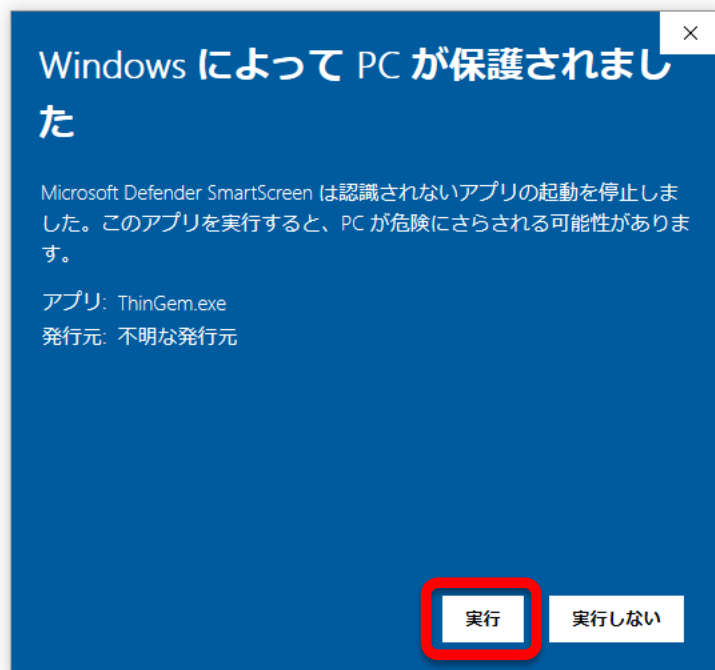 Windows によって PC が保護されまし
た
Microsoft Defender SmartScreen は認識されないアプリの起動を停止しま
した。このアプリを実行すると、PC が危険にさらされる可能性がありま
す。
アプリ: ThinGem.exe
発行元: 不明な発行元
実行 実行しない